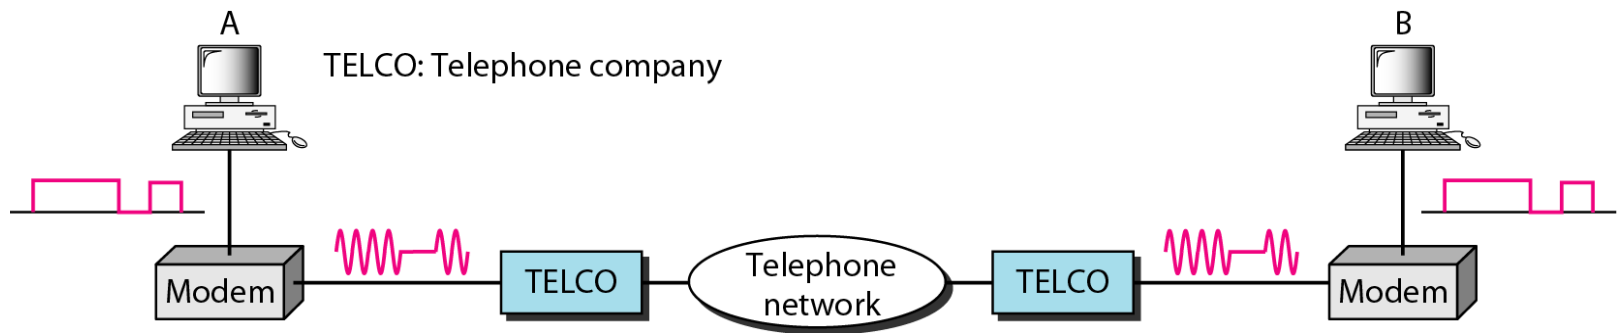 A
B
TELCO: Telephone company
Modem
TELCO
Telephone
network
TELCO
Modem